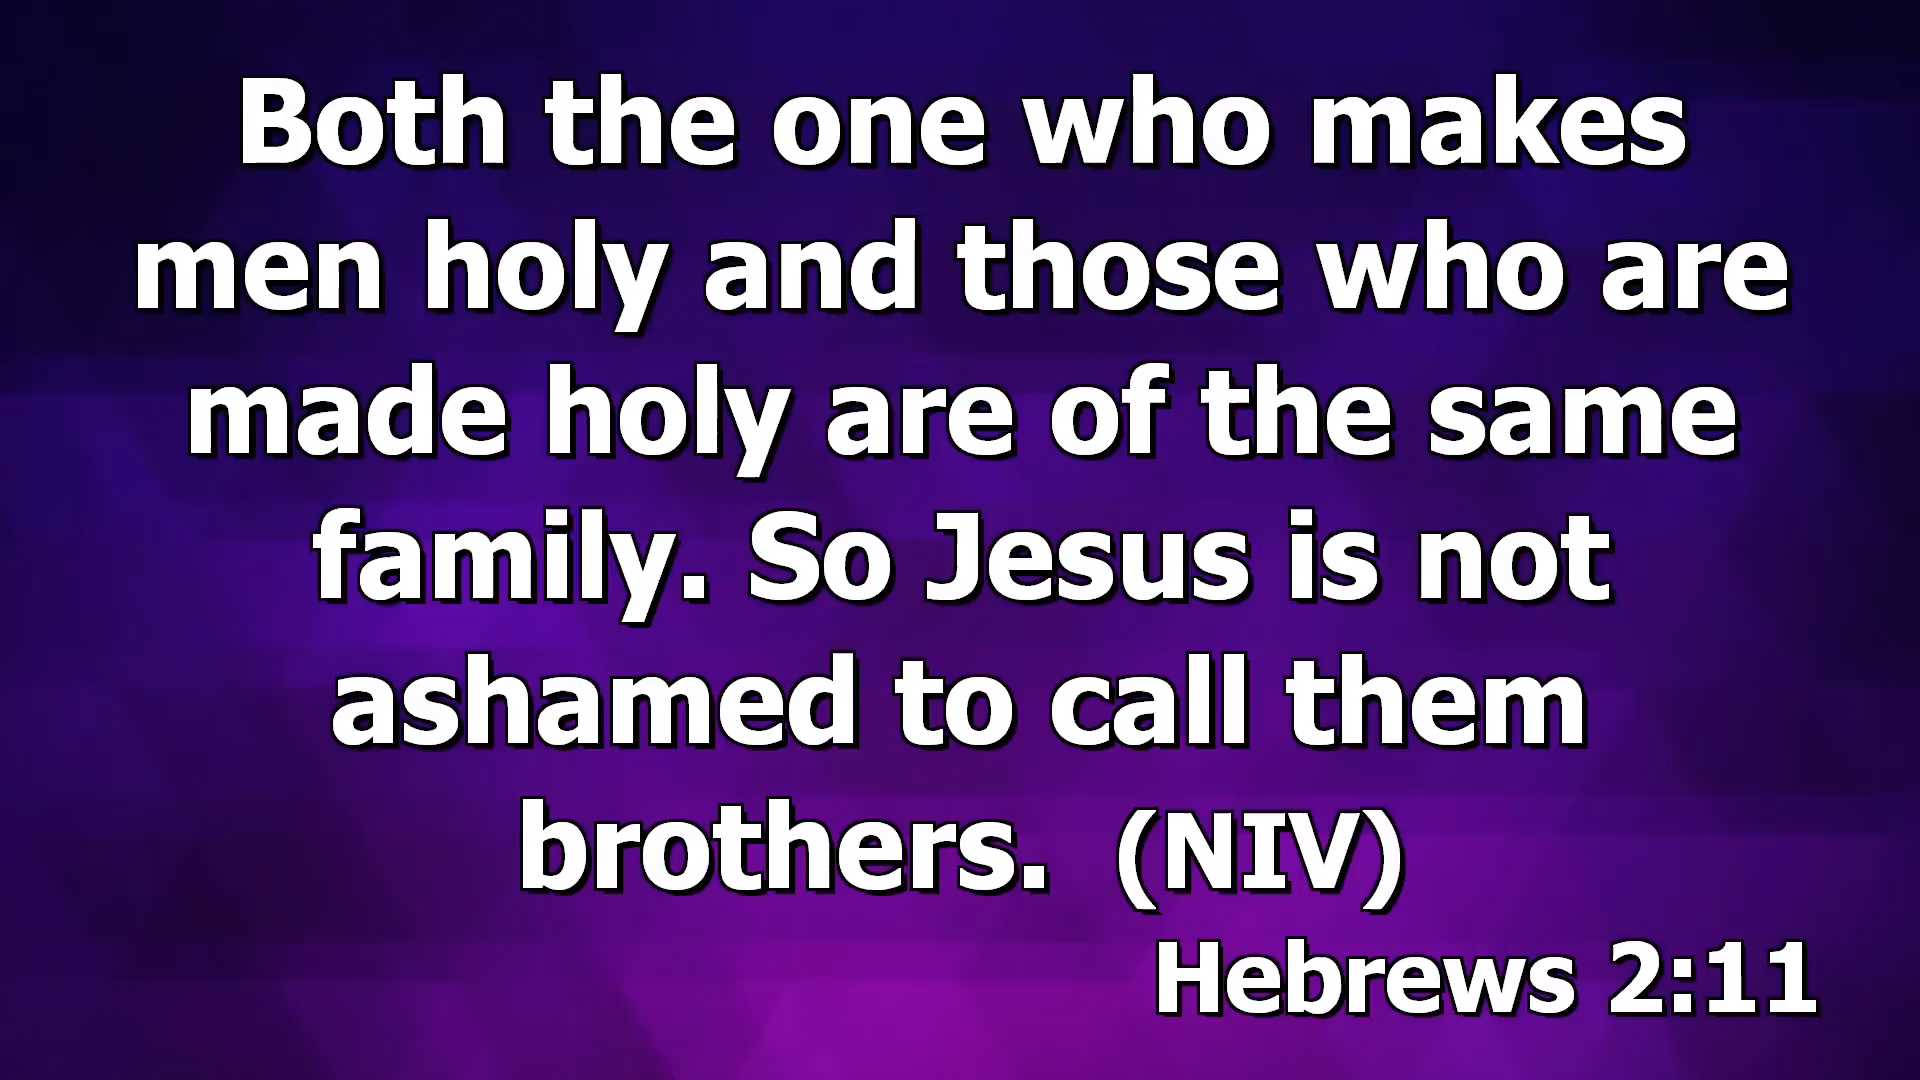 Both the one who makes
men holy and those who are
made holy are of the same
family. So Jesus is not
ashamed to call them
brothers. (NIV)
Hebrews 2:11